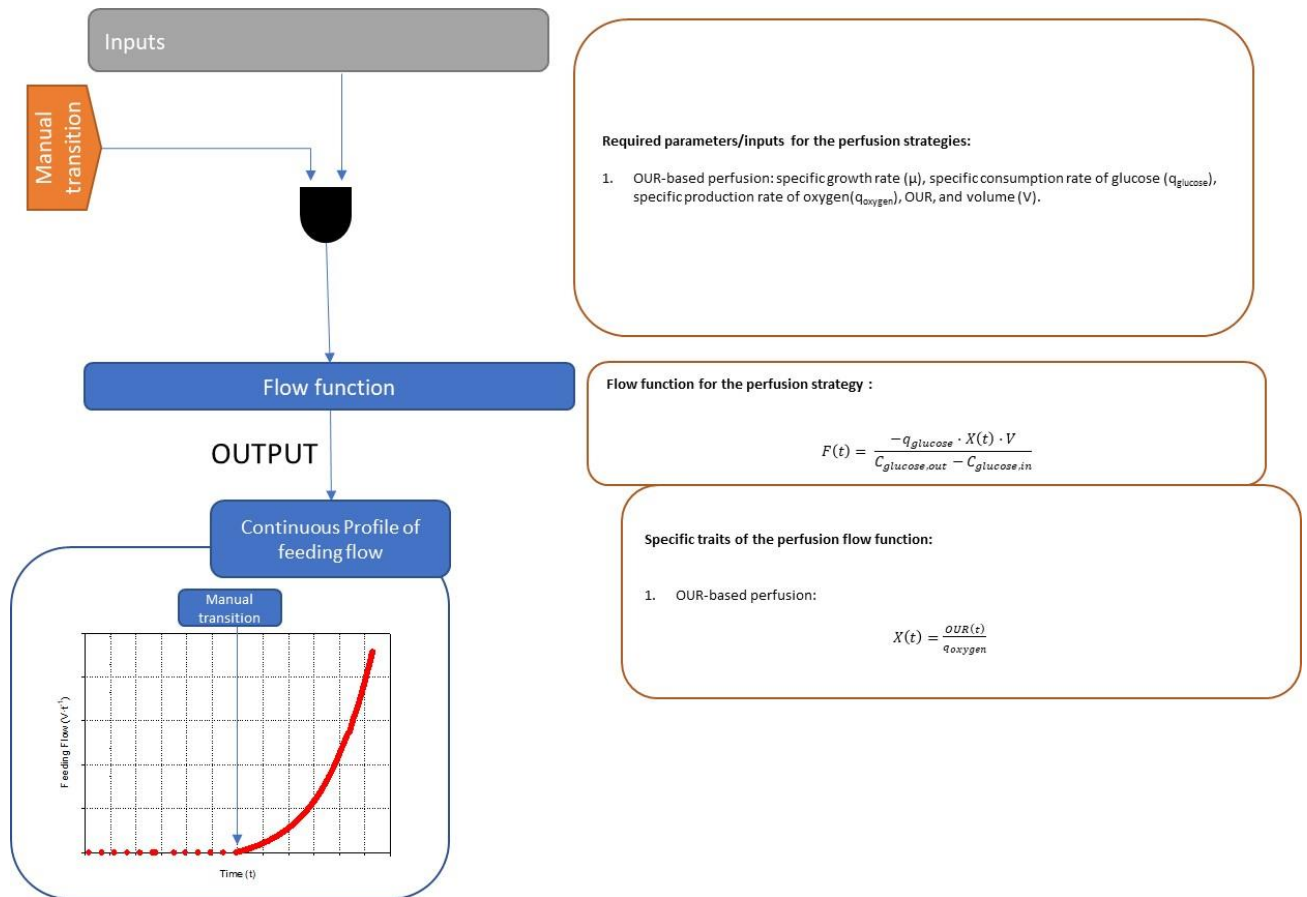 Inputs
Manual
transition
Required parameters/inputs for the perfusion strategies:
1. OUR-based perfusion: specific growth rate (μ), specific consumption rate of glucose (q_glucose),
specific production rate of oxygen(q_oxygen), OUR, and volume (V).
Flow function
Flow function for the perfusion strategy :
F(t) = −q_glucose · X(t) · V / C_glucose,out − C_glucose,in
OUTPUT
Continuous Profile of
feeding flow
Specific traits of the perfusion flow function:
1. OUR-based perfusion:
X(t) = OUR(t) / q_oxygen
Manual
transition
Feeding Flow (V·t⁻¹)
Time (t)